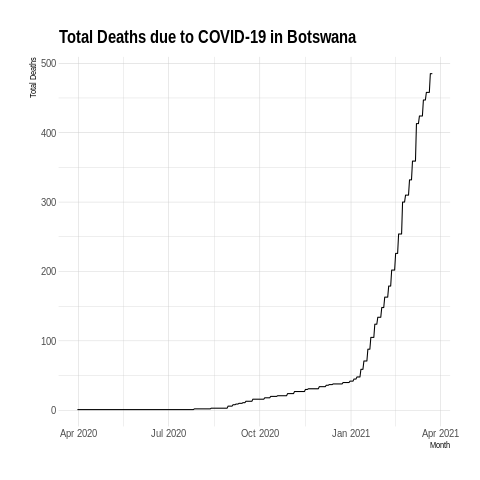 Total Deaths due to COVID-19 in Botswana
Total Deaths
500
400
300
200
100
0
Apr 2020 Jul 2020 Oct 2020 Jan 2021 Apr 2021
Month